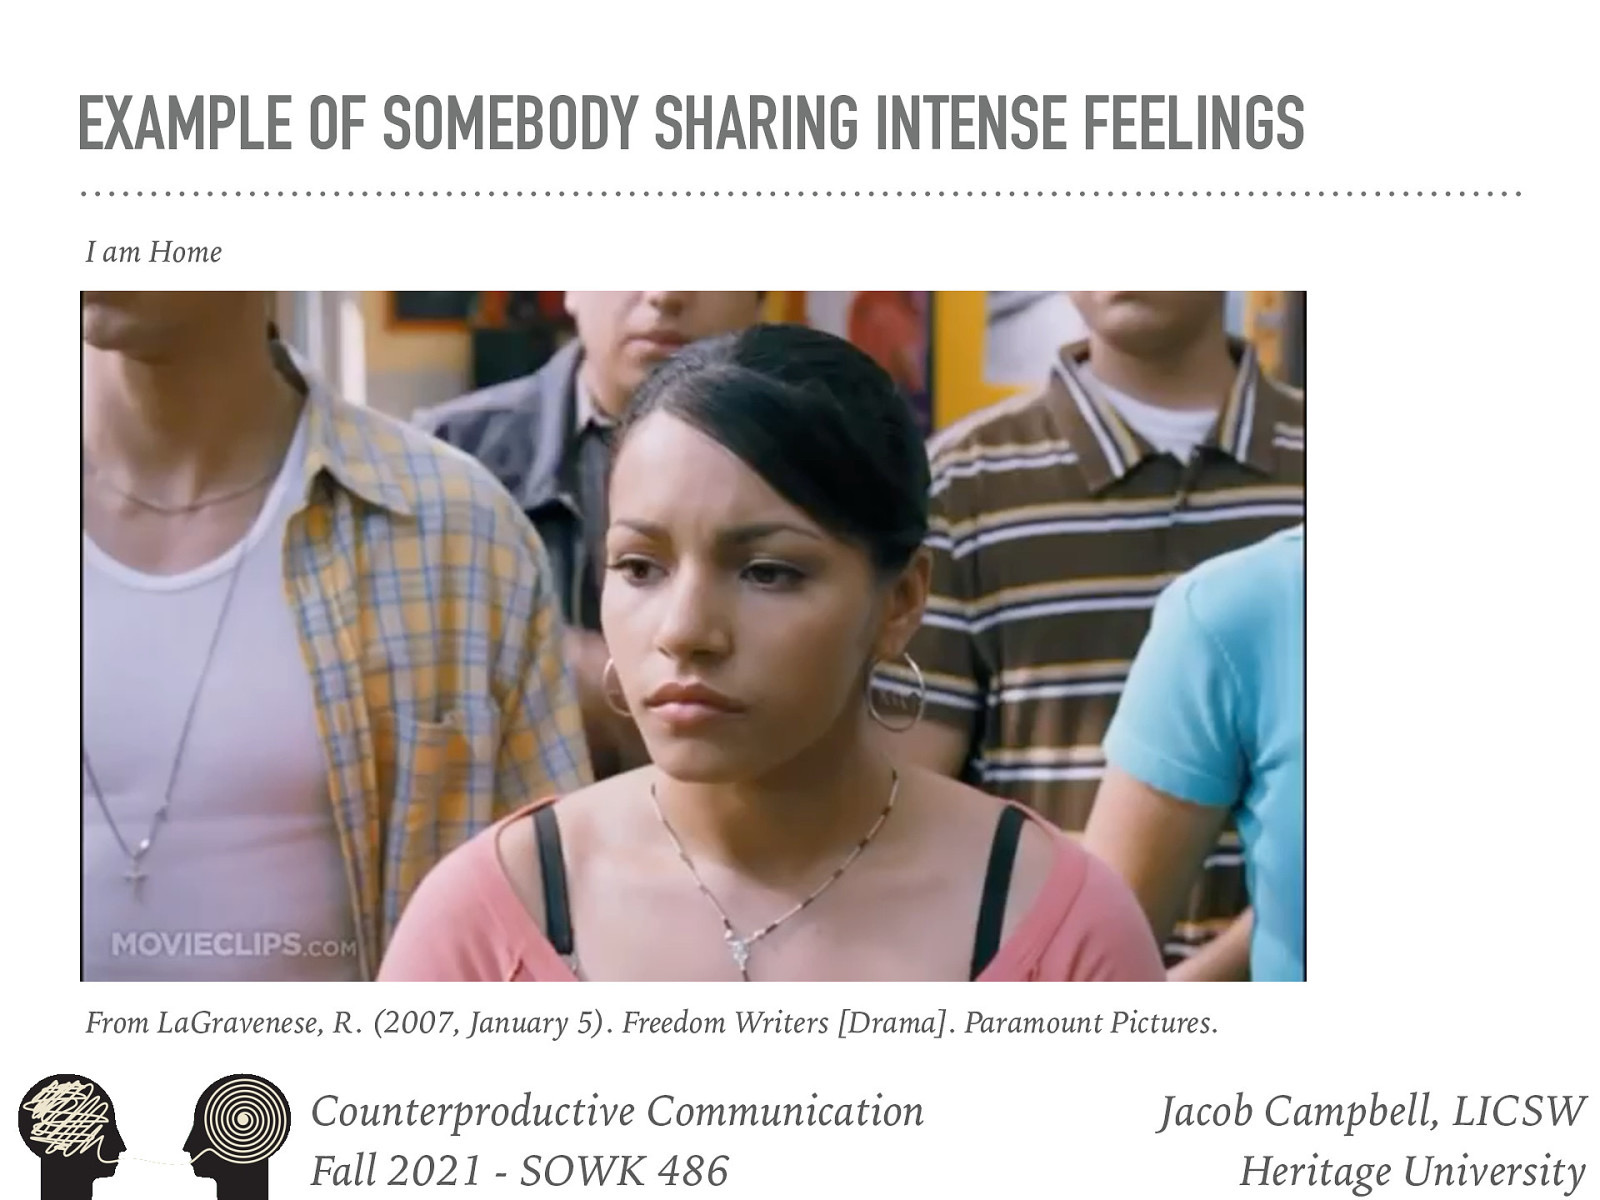 EXAMPLE OF SOMEBODY SHARING INTENSE FEELINGS
I am Home
MOVIECLIPS.COM
From LaGravenese, R. (2007, January 5). Freedom Writers [Drama]. Paramount Pictures.
Counterproductive Communication
Fall 2021 - SOWK 486
Jacob Campbell, LICSW
Heritage University